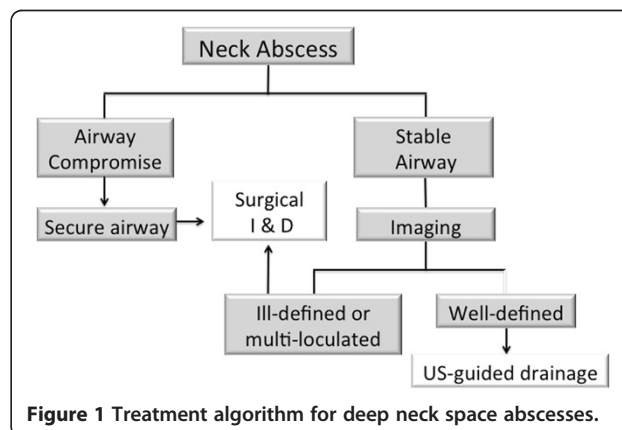 Neck Abscess
Airway
Compromise
Stable
Airway
Secure airway
Surgical
I & D
Imaging
Ill-defined or
multi-loculated
Well-defined
US-guided drainage
Figure 1 Treatment algorithm for deep neck space abscesses.